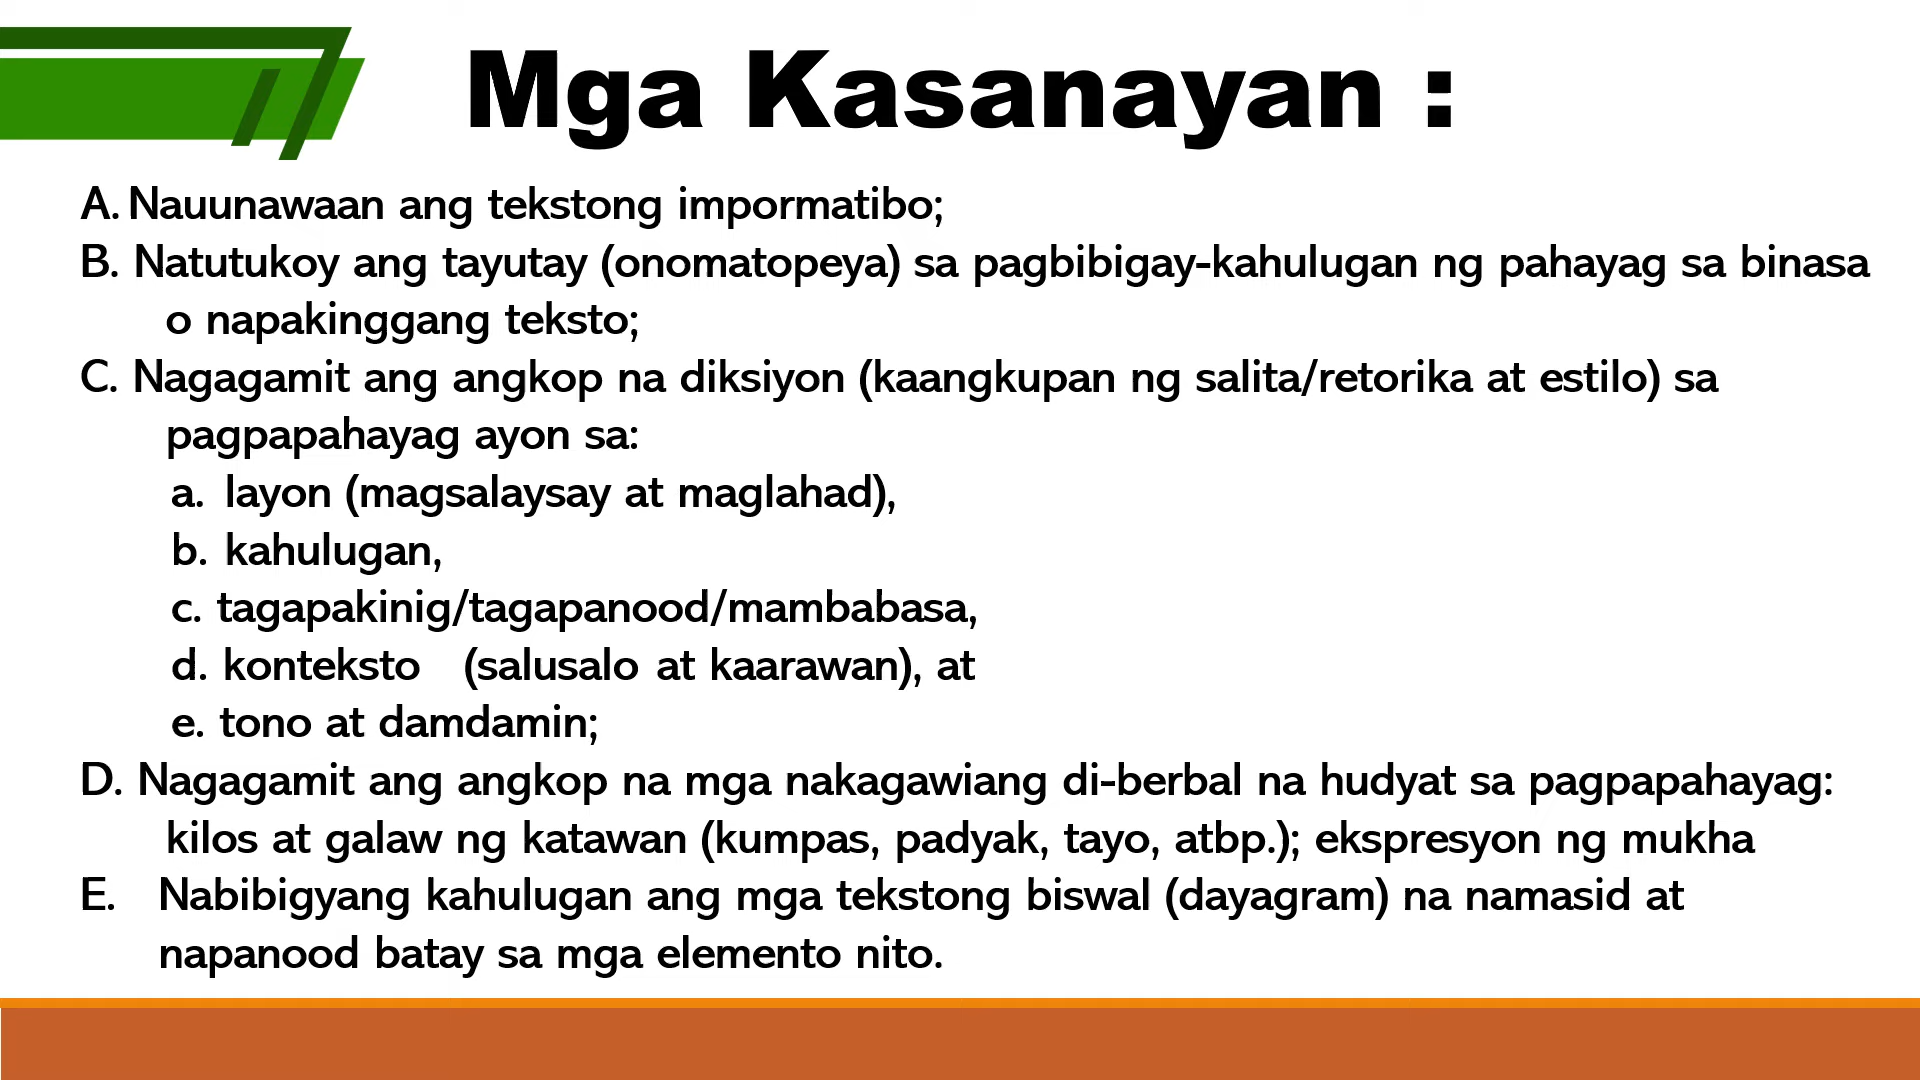 Mga Kasanayan :
A. Nauunawaan ang tekstong impormatibo;
B. Natutukoy ang tayutay (onomatopeya) sa pagbibigay-kahulugan ng pahayag sa binasa
o napakinggang teksto;
C. Nagagamit ang angkop na diksiyon (kaangkupan ng salita/retorika at estilo) sa
pagpapahayag ayon sa:
a. layon (magsalaysay at maglahad),
b. kahulugan,
c. tagapakinig/tagapanood/mambabasa,
d. konteksto (salusalo at kaarawan), at
e. tono at damdamin;
D. Nagagamit ang angkop na mga nakagawiang di-berbal na hudyat sa pagpapahayag:
kilos at galaw ng katawan (kumpas, padyak, tayo, atbp.); ekspresyon ng mukha
E. Nabibigyang kahulugan ang mga tekstong biswal (dayagram) na namasid at
napanood batay sa mga elemento nito.